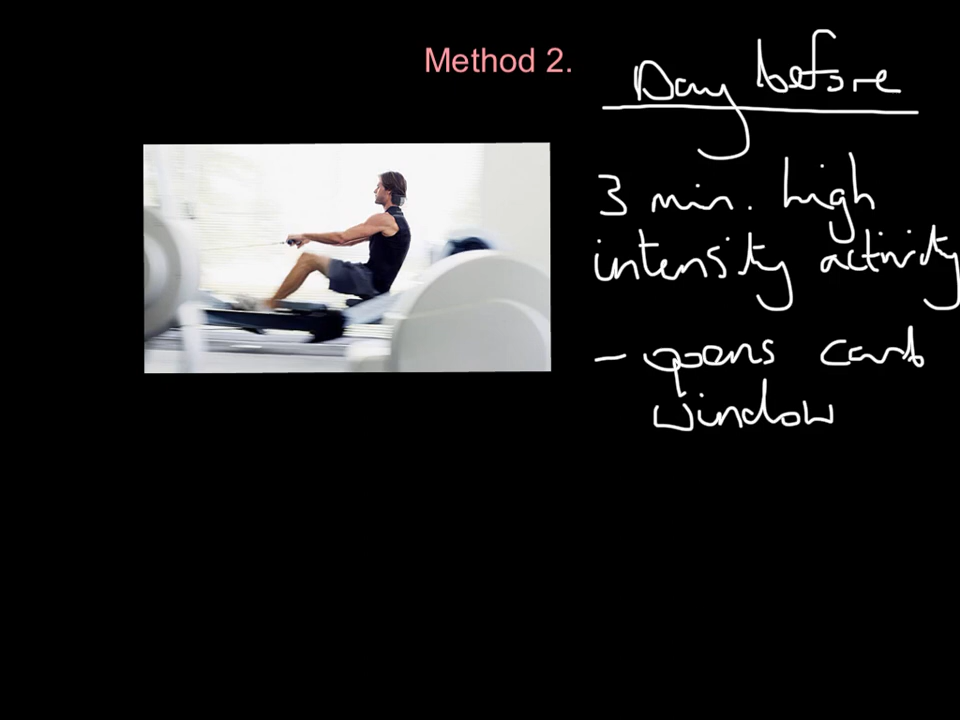 Method 2.
Day before
3 min. high
intensity activity
- opens carb
window